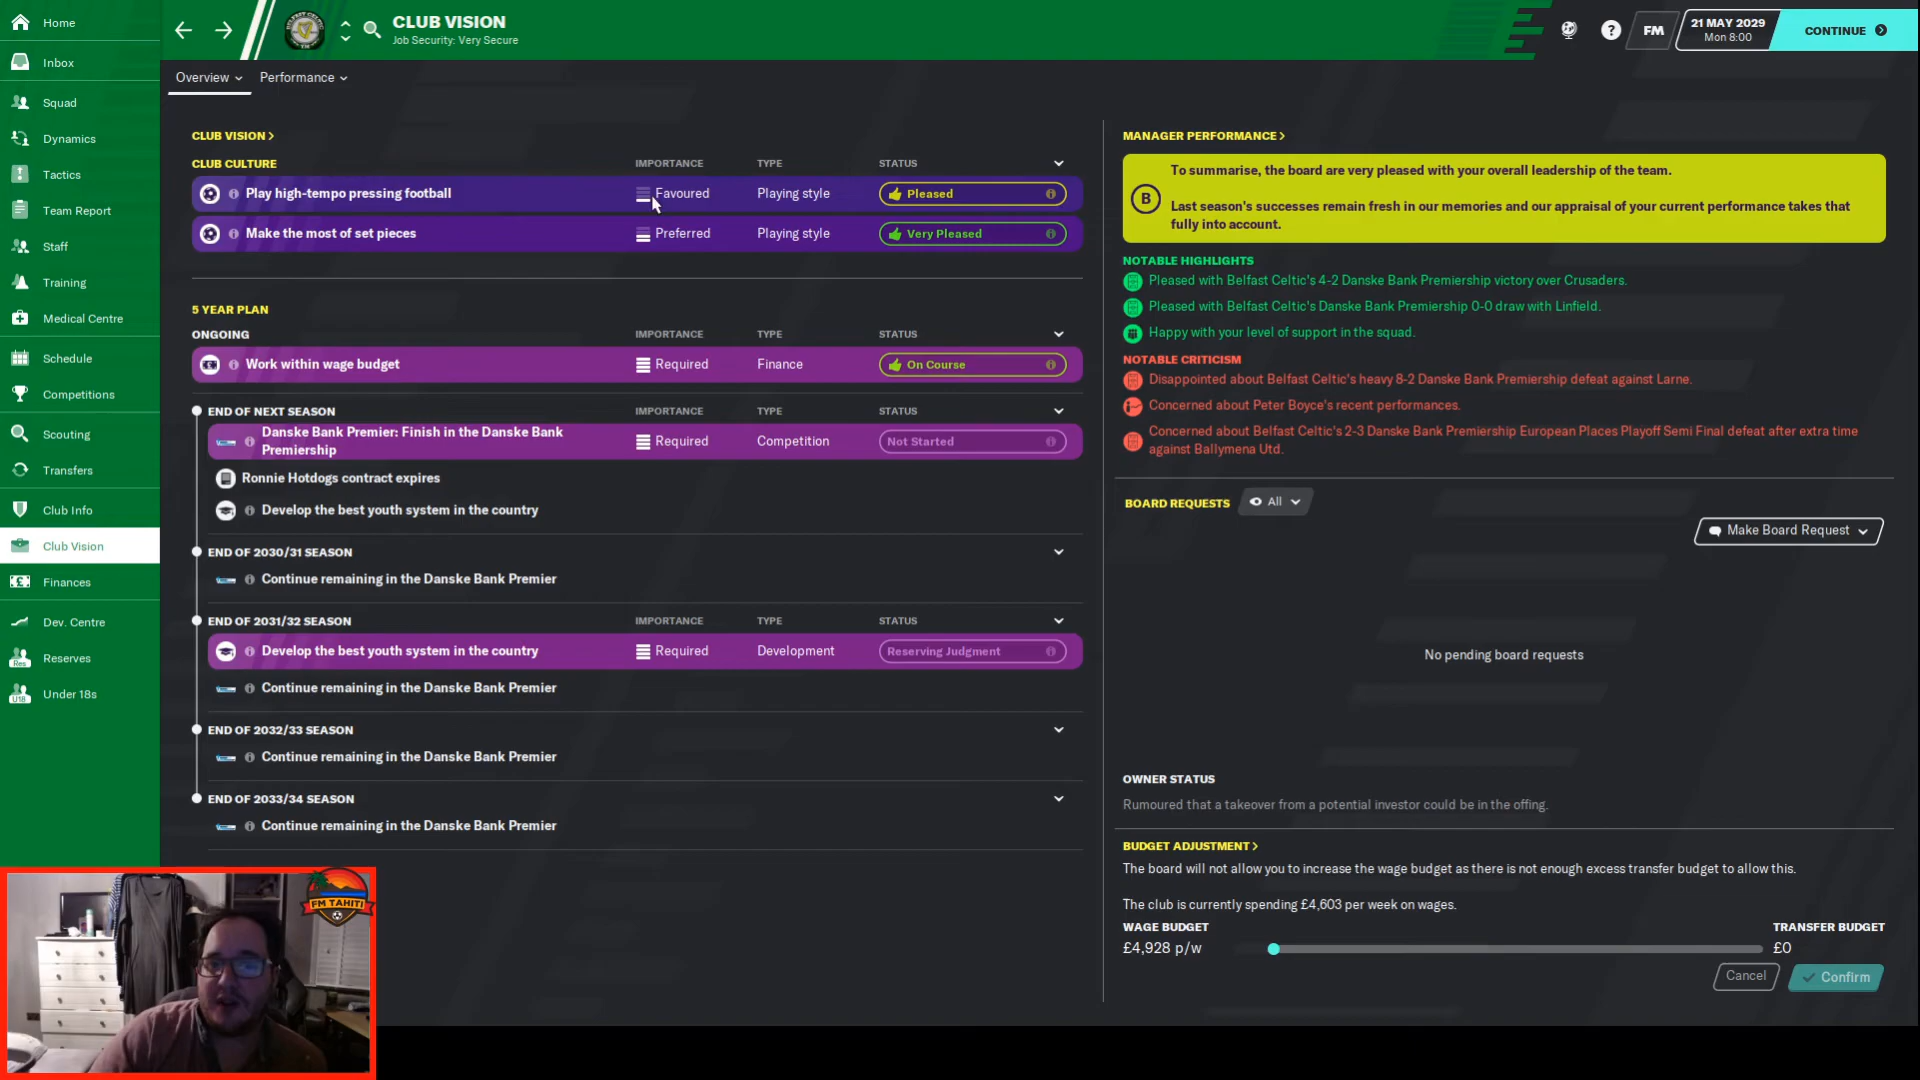 Home
Inbox
Squad
Dynamics
Tactics
Team Report
Staff
Training
Medical Centre
Schedule
Competitions
Scouting
Transfers
Club Info
Club Vision
Finances
Dev. Centre
Reserves
Under 18s
CLUB VISION
Job Security: Very Secure
FM
21 MAY 2029
Mon 8:00
CONTINUE
Overview
Performance
CLUB VISION >
CLUB CULTURE IMPORTANCE TYPE STATUS
Play high-tempo pressing football Favoured Playing style Pleased
Make the most of set pieces Preferred Playing style Very Pleased
5 YEAR PLAN
ONGOING IMPORTANCE TYPE STATUS
Work within wage budget Required Finance On Course
END OF NEXT SEASON IMPORTANCE TYPE STATUS
Danske Bank Premier: Finish in the Danske Bank
Premiership Required Competition Not Started
Ronnie Hotdogs contract expires
Develop the best youth system in the country
END OF 2030/31 SEASON
Continue remaining in the Danske Bank Premier
END OF 2031/32 SEASON IMPORTANCE TYPE STATUS
Develop the best youth system in the country Required Development Reserving Judgment
Continue remaining in the Danske Bank Premier
END OF 2032/33 SEASON
Continue remaining in the Danske Bank Premier
END OF 2033/34 SEASON
Continue remaining in the Danske Bank Premier
MANAGER PERFORMANCE >
B
To summarise, the board are very pleased with your overall leadership of the team.
Last season's successes remain fresh in our memories and our appraisal of your current performance takes that
fully into account.
NOTABLE HIGHLIGHTS
Pleased with Belfast Celtic's 4-2 Danske Bank Premiership victory over Crusaders.
Pleased with Belfast Celtic's Danske Bank Premiership 0-0 draw with Linfield.
Happy with your level of support in the squad.
NOTABLE CRITICISM
Disappointed about Belfast Celtic's heavy 8-2 Danske Bank Premiership defeat against Larne.
Concerned about Peter Boyce's recent performances.
Concerned about Belfast Celtic's 2-3 Danske Bank Premiership European Places Playoff Semi Final defeat after extra time
against Ballymena Utd.
BOARD REQUESTS All
Make Board Request
No pending board requests
OWNER STATUS
Rumoured that a takeover from a potential investor could be in the offing.
BUDGET ADJUSTMENT >
The board will not allow you to increase the wage budget as there is not enough excess transfer budget to allow this.
The club is currently spending £4,603 per week on wages.
WAGE BUDGET TRANSFER BUDGET
£4,928 p/w £0
Cancel Confirm
FM TAHITI